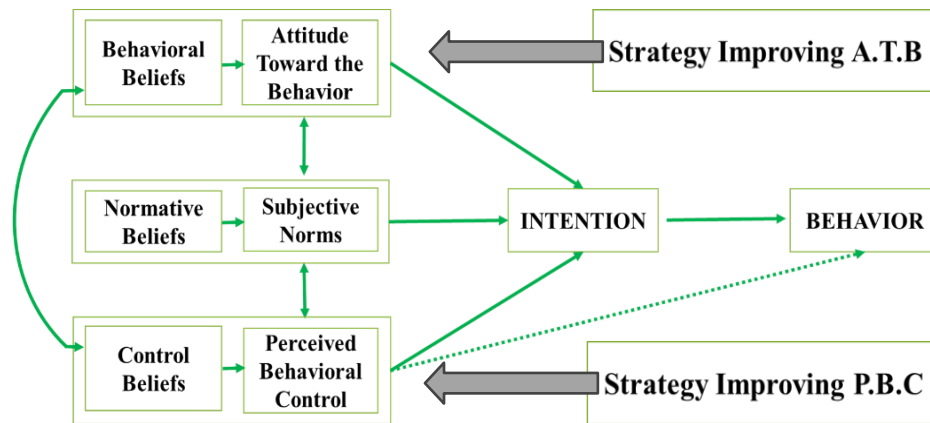 Behavioral
Beliefs
Attitude
Toward the
Behavior
Strategy Improving A.T.B
Normative
Beliefs
Subjective
Norms
INTENTION
BEHAVIOR
Control
Beliefs
Perceived
Behavioral
Control
Strategy Improving P.B.C